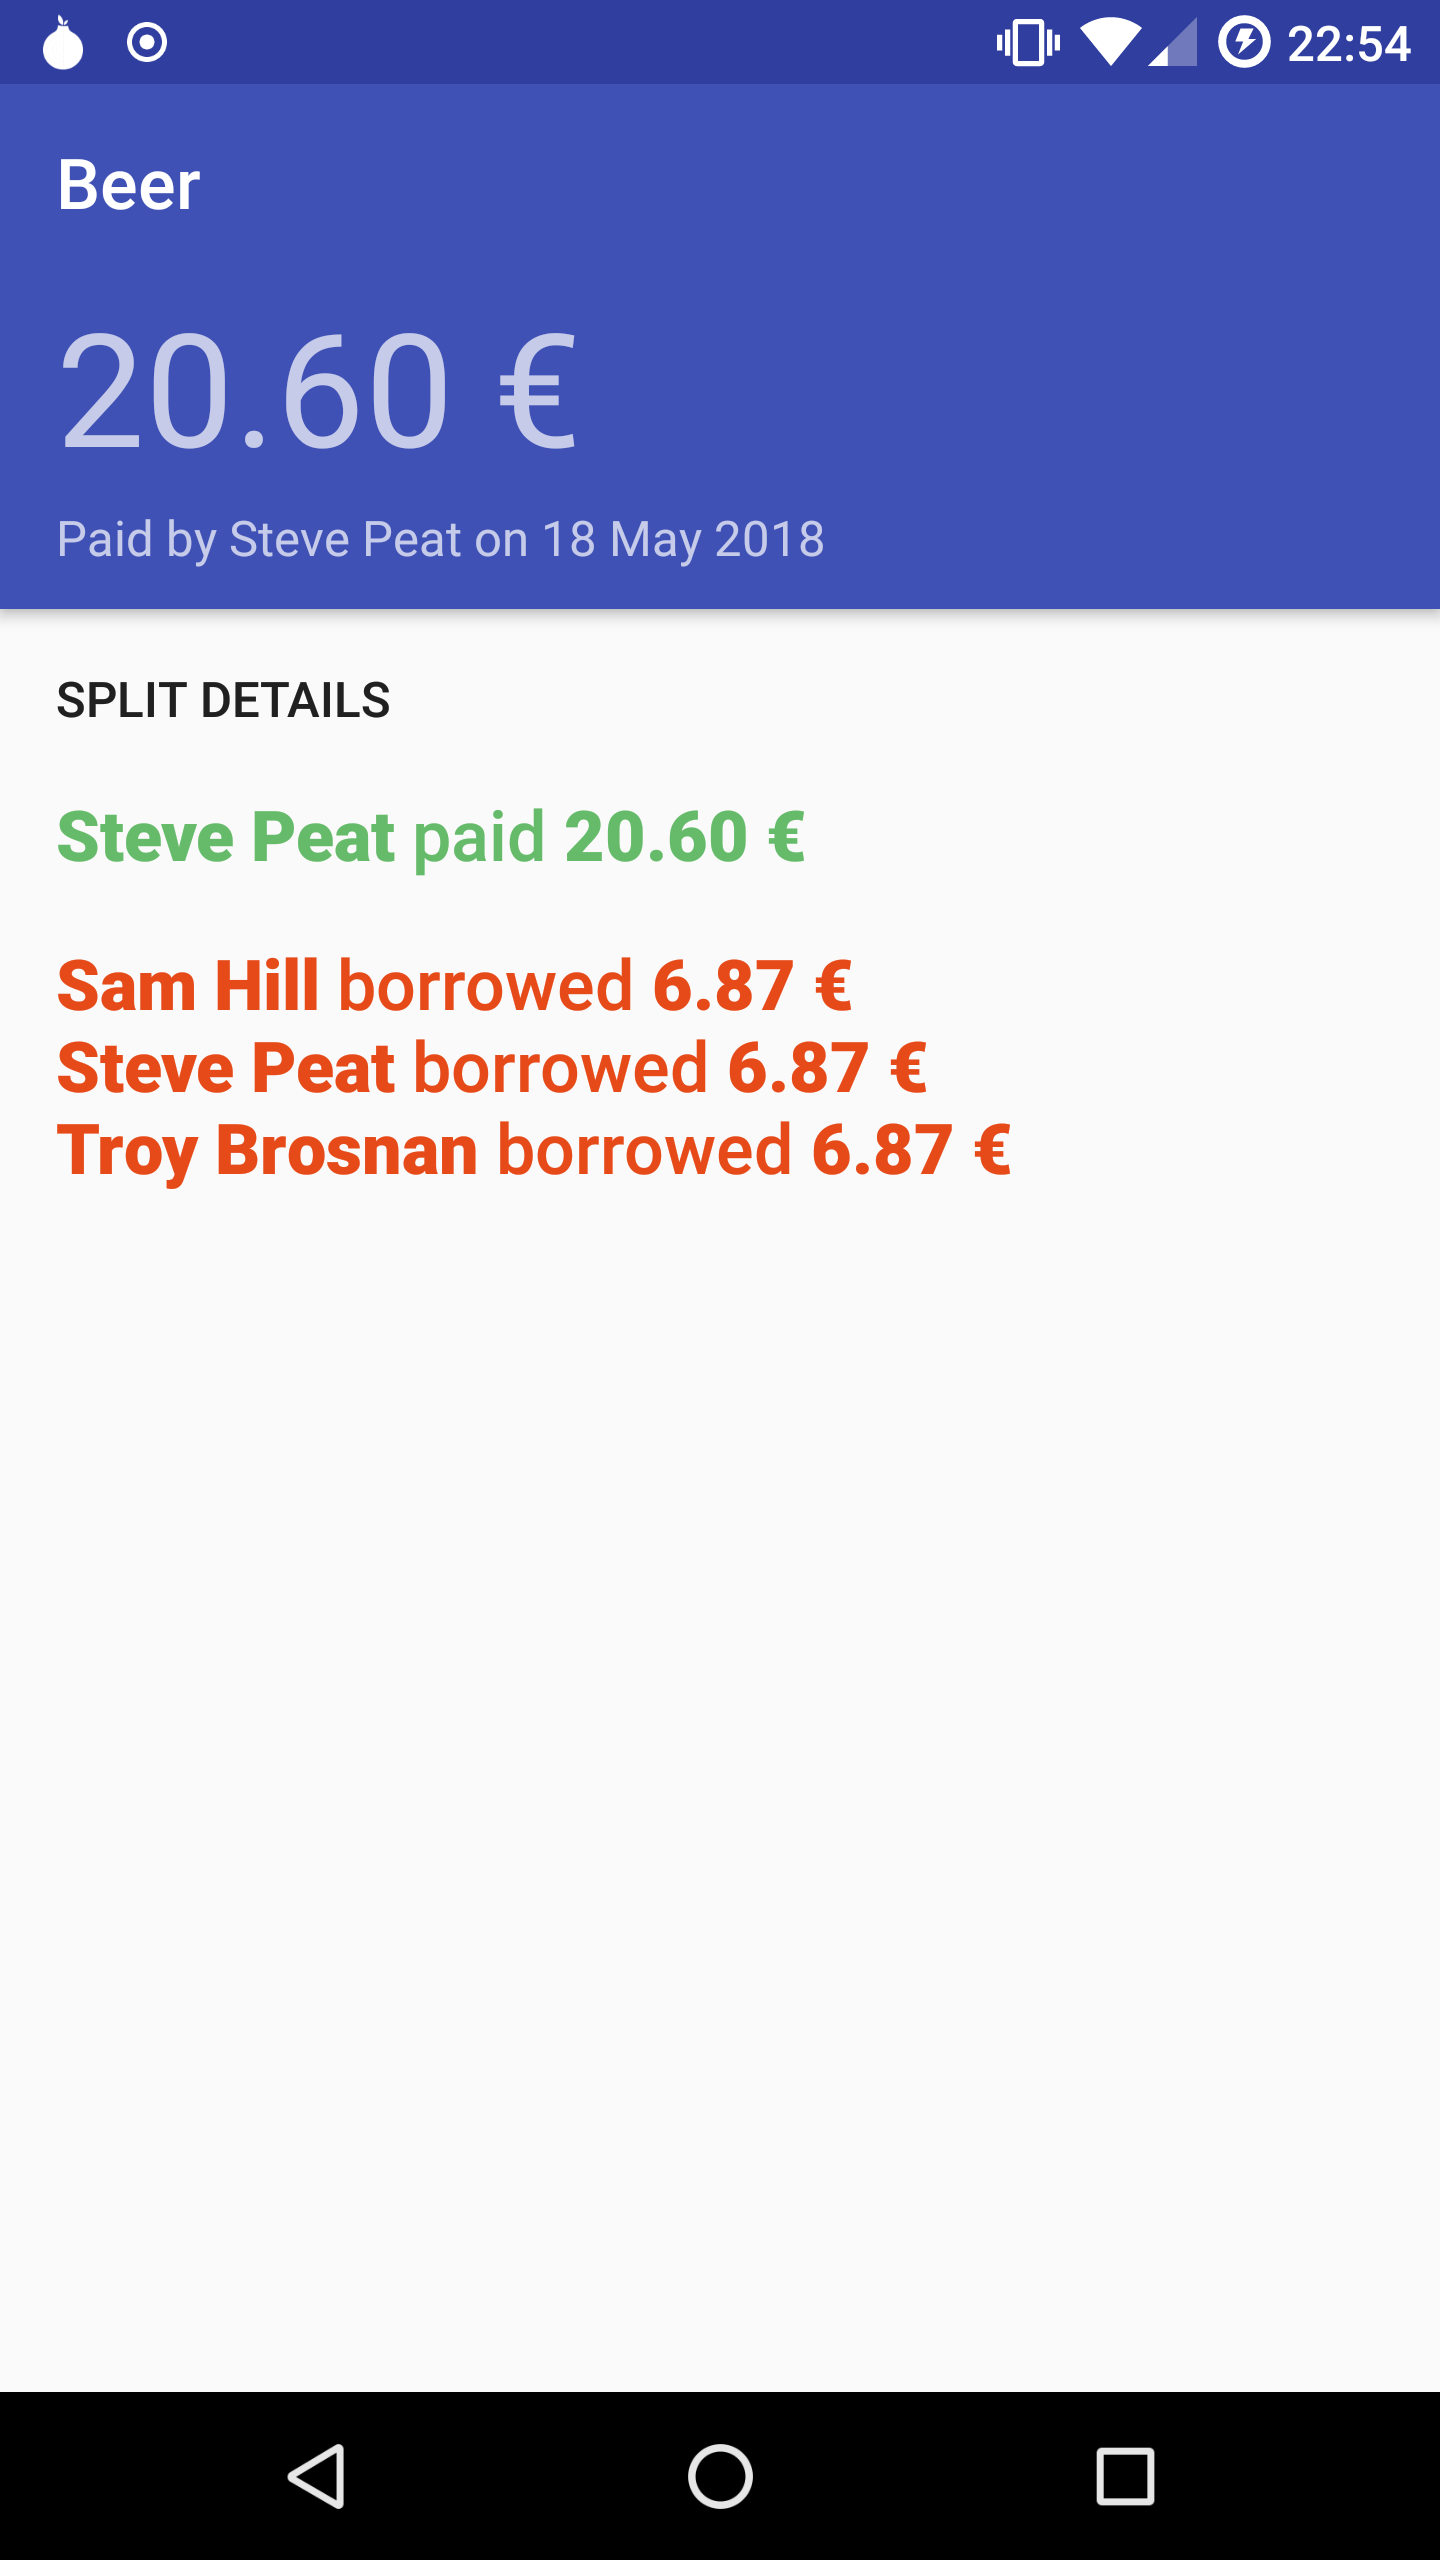 22:54
Beer
20.60 €
Paid by Steve Peat on 18 May 2018
SPLIT DETAILS
Steve Peat paid 20.60 €
Sam Hill borrowed 6.87 €
Steve Peat borrowed 6.87 €
Troy Brosnan borrowed 6.87 €